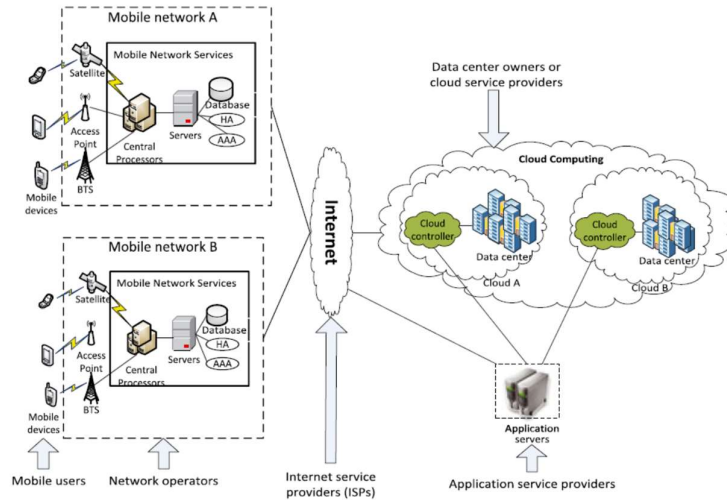 Mobile network A
Mobile Network Services
Satellite
Database
HA
AAA
Access
Point
Central
Processors
Servers
Mobile
devices
BTS
Mobile network B
Mobile Network Services
Satellite
Database
HA
AAA
Access
Point
Central
Processors
Servers
Mobile
devices
BTS
Mobile users
Network operators
Internet
Internet service
providers (ISPs)
Data center owners or
cloud service providers
Cloud Computing
Cloud
controller
Data center
Cloud A
Cloud
controller
Data center
Cloud B
Application
servers
Application service providers